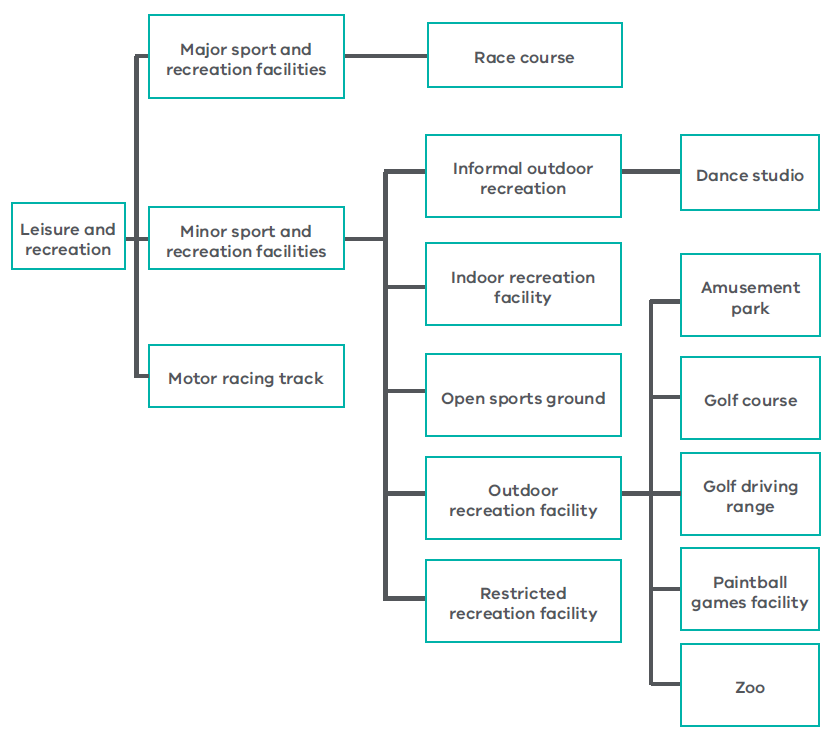 Leisure and
recreation
Major sport and
recreation facilities
Race course
Minor sport and
recreation facilities
Informal outdoor
recreation
Dance studio
Indoor recreation
facility
Open sports ground
Outdoor
recreation facility
Amusement
park
Golf course
Golf driving
range
Paintball
games facility
Zoo
Restricted
recreation facility
Motor racing track